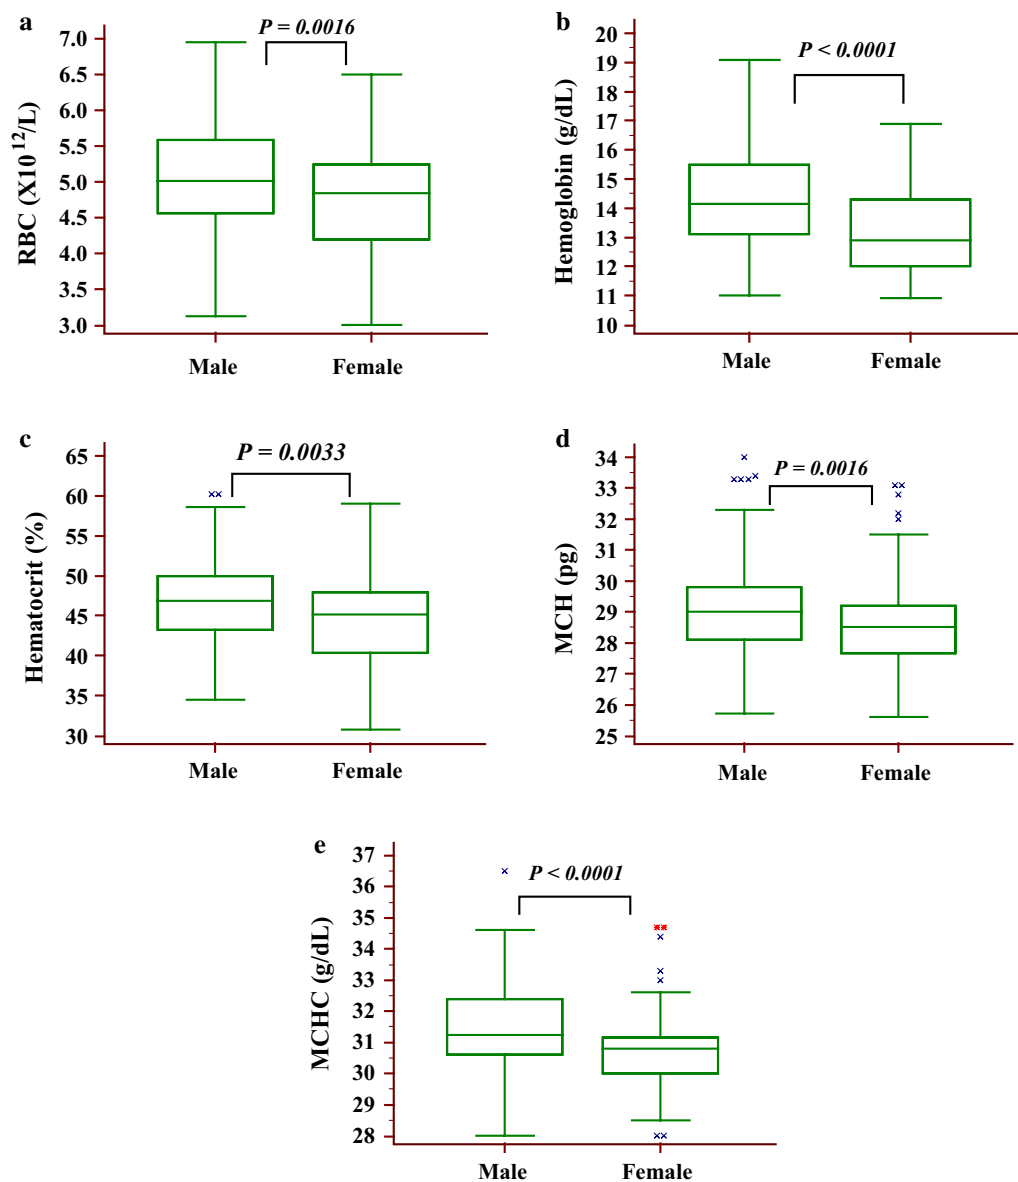 a
P = 0.0016
RBC (X10¹²/L)
7.0
6.5
6.0
5.5
5.0
4.5
4.0
3.5
3.0
Male Female
b
P < 0.0001
Hemoglobin (g/dL)
20
19
18
17
16
15
14
13
12
11
10
Male Female
c
P = 0.0033
Hematocrit (%)
65
60
55
50
45
40
35
30
Male Female
d
P = 0.0016
MCH (pg)
34
33
32
31
30
29
28
27
26
25
Male Female
e
P < 0.0001
MCHC (g/dL)
37
36
35
34
33
32
31
30
29
28
Male Female